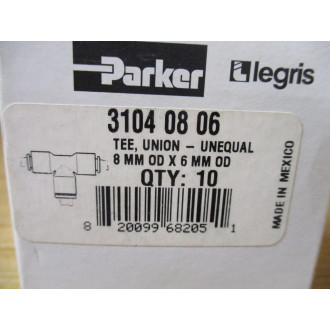 Parker legris
3104 08 06
TEE, UNION - UNEQUAL
8 MM OD X 6 MM OD
QTY: 10
8 20099 68205 1
MADE IN MEXICO